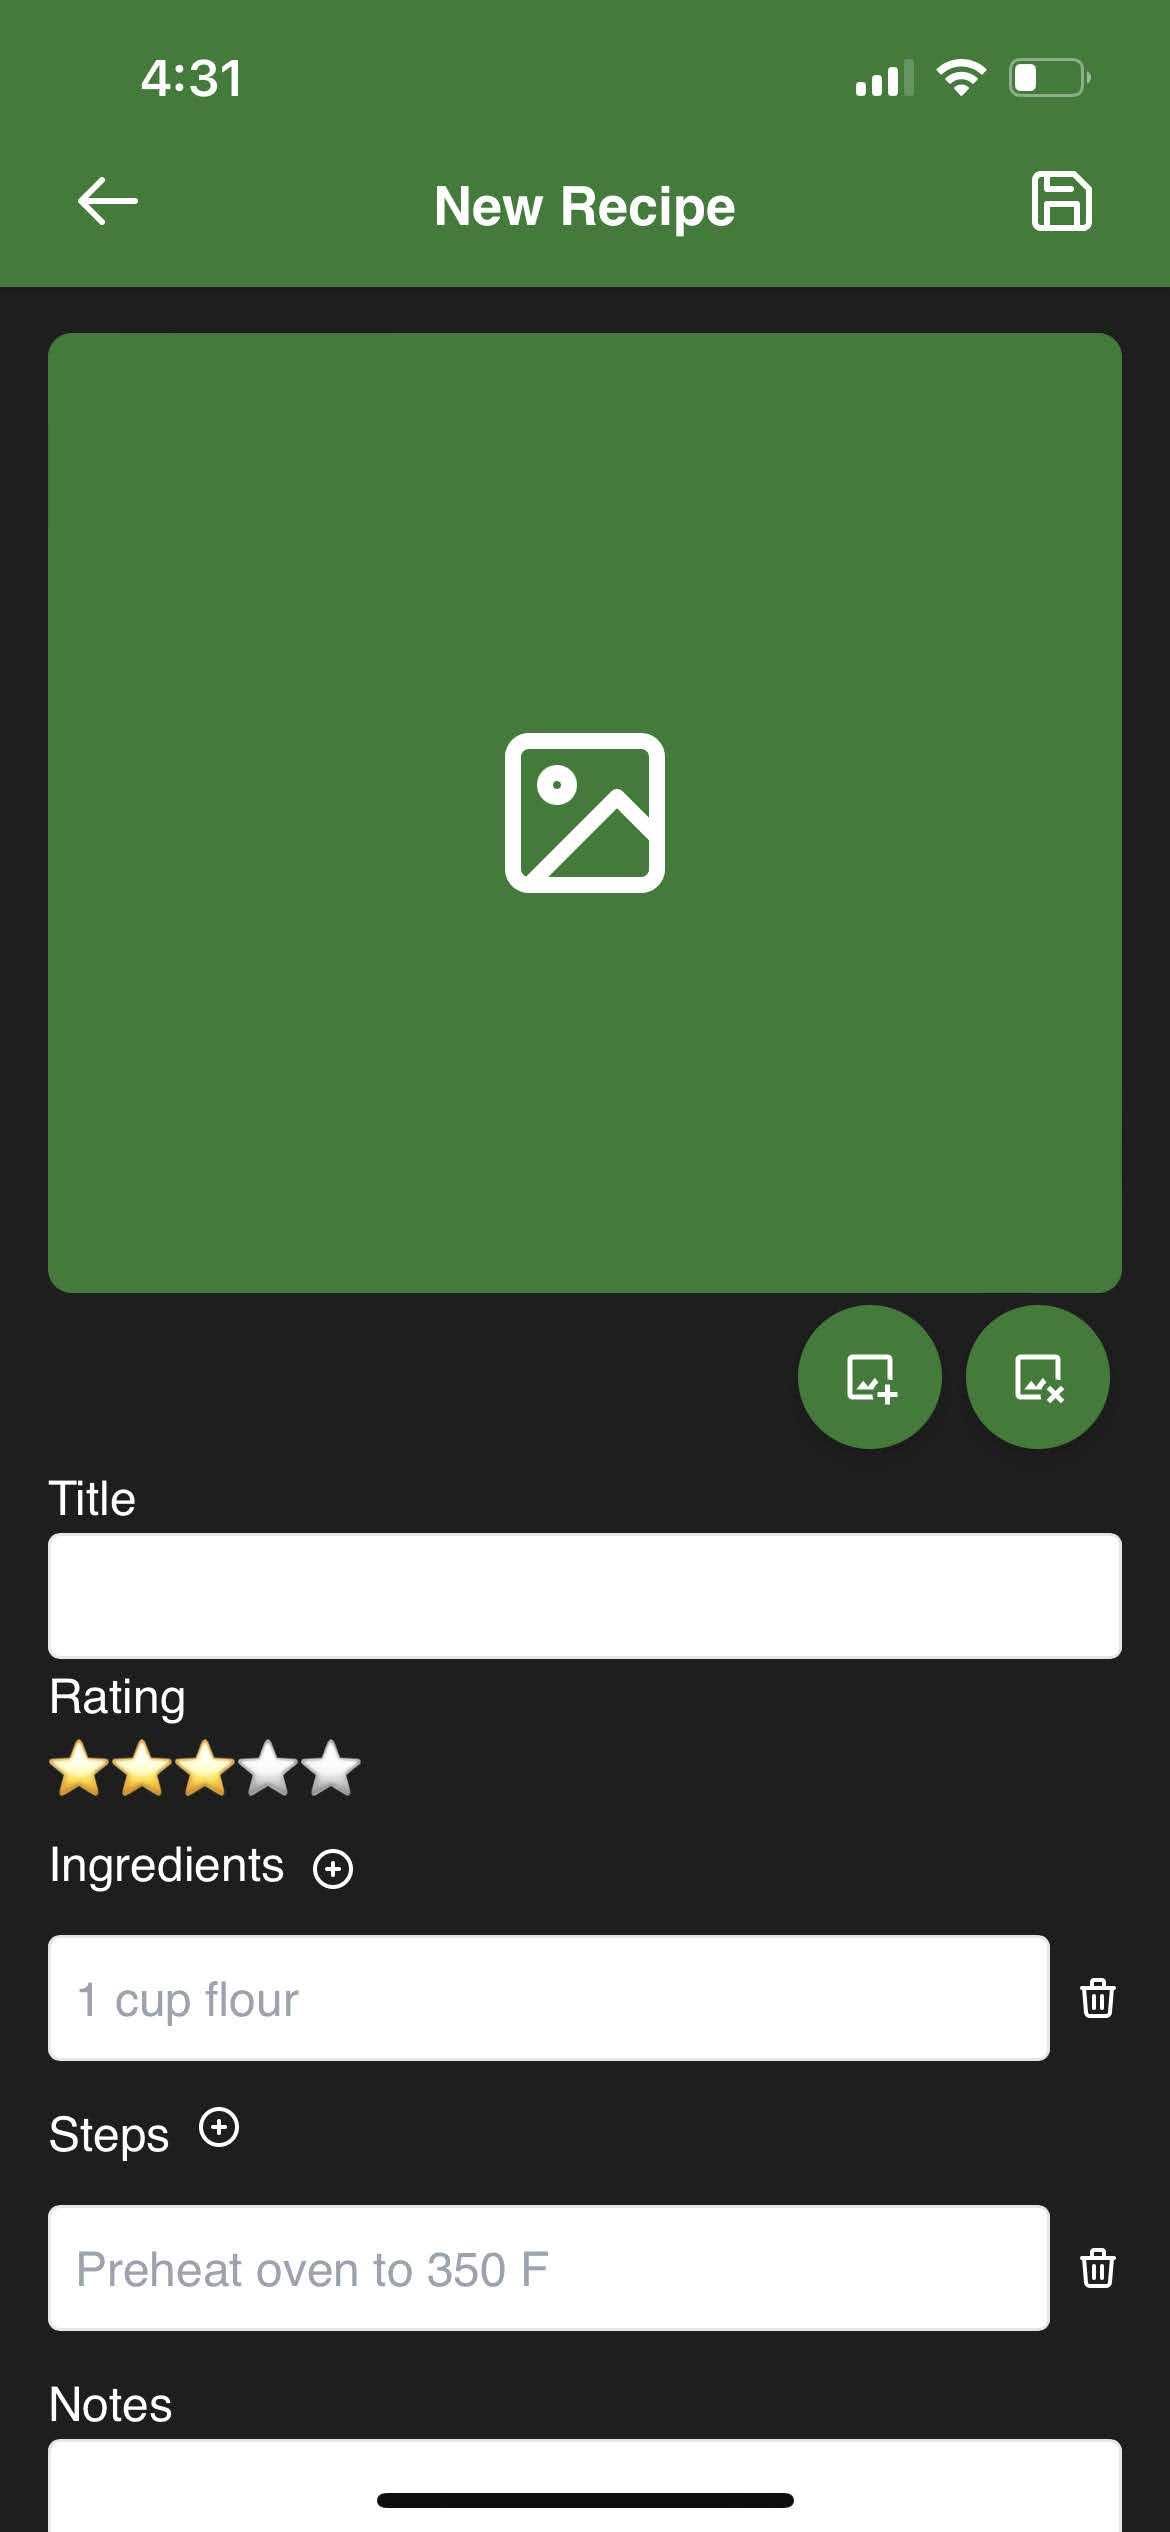 4:31
New Recipe
Title
Rating
Ingredients
1 cup flour
Steps
Preheat oven to 350 F
Notes